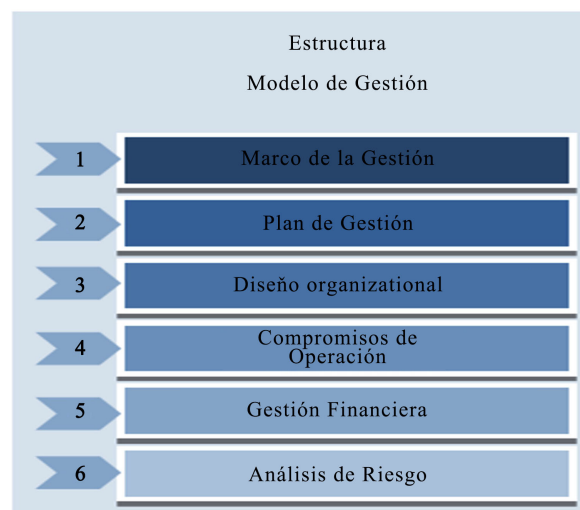 Estructura
Modelo de Gestión
1 Marco de la Gestión
2 Plan de Gestión
3 Diseňo organizational
4 Compromisos de
Operación
5 Gestión Financiera
6 Análisis de Riesgo